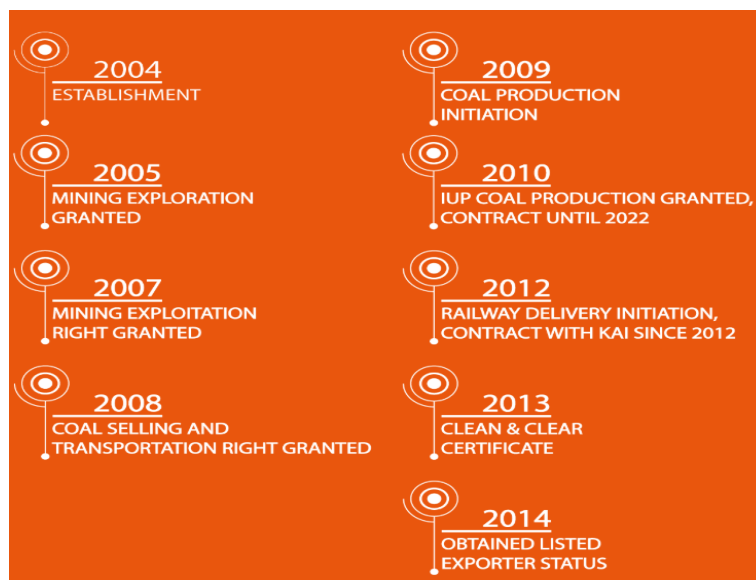 2004
ESTABLISHMENT
2005
MINING EXPLORATION
GRANTED
2007
MINING EXPLOITATION
RIGHT GRANTED
2008
COAL SELLING AND
TRANSPORTATION RIGHT GRANTED
2009
COAL PRODUCTION
INITIATION
2010
IUP COAL PRODUCTION GRANTED,
CONTRACT UNTIL 2022
2012
RAILWAY DELIVERY INITIATION,
CONTRACT WITH KAI SINCE 2012
2013
CLEAN & CLEAR
CERTIFICATE
2014
OBTAINED LISTED
EXPORTER STATUS